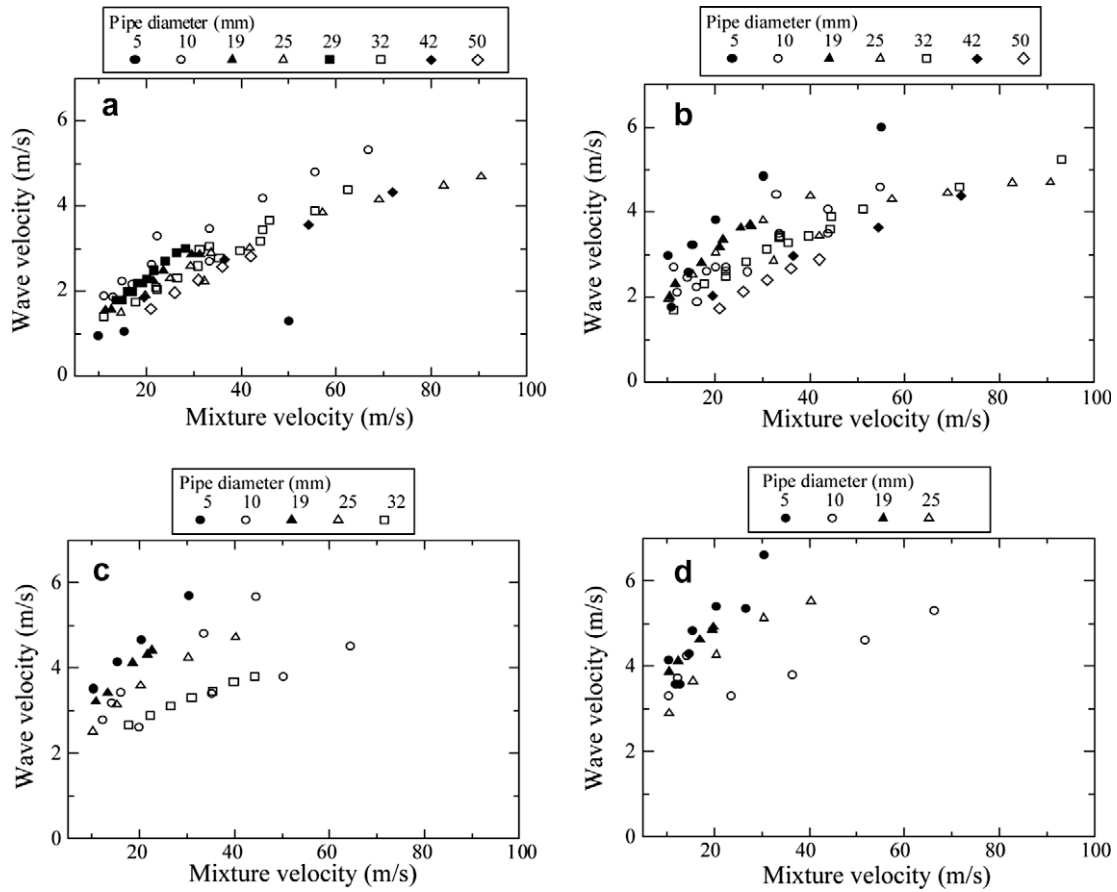 Pipe diameter (mm)
5 10 19 25 29 32 42 50
a
Wave velocity (m/s)
6
4
2
0
20 40 60 80 100
Mixture velocity (m/s)
Pipe diameter (mm)
5 10 19 25 32 42 50
b
Wave velocity (m/s)
6
4
2
0
20 40 60 80 100
Mixture velocity (m/s)
Pipe diameter (mm)
5 10 19 25 32
c
Wave velocity (m/s)
6
4
2
0
20 40 60 80 100
Mixture velocity (m/s)
Pipe diameter (mm)
5 10 19 25
d
Wave velocity (m/s)
6
4
2
0
20 40 60 80 100
Mixture velocity (m/s)